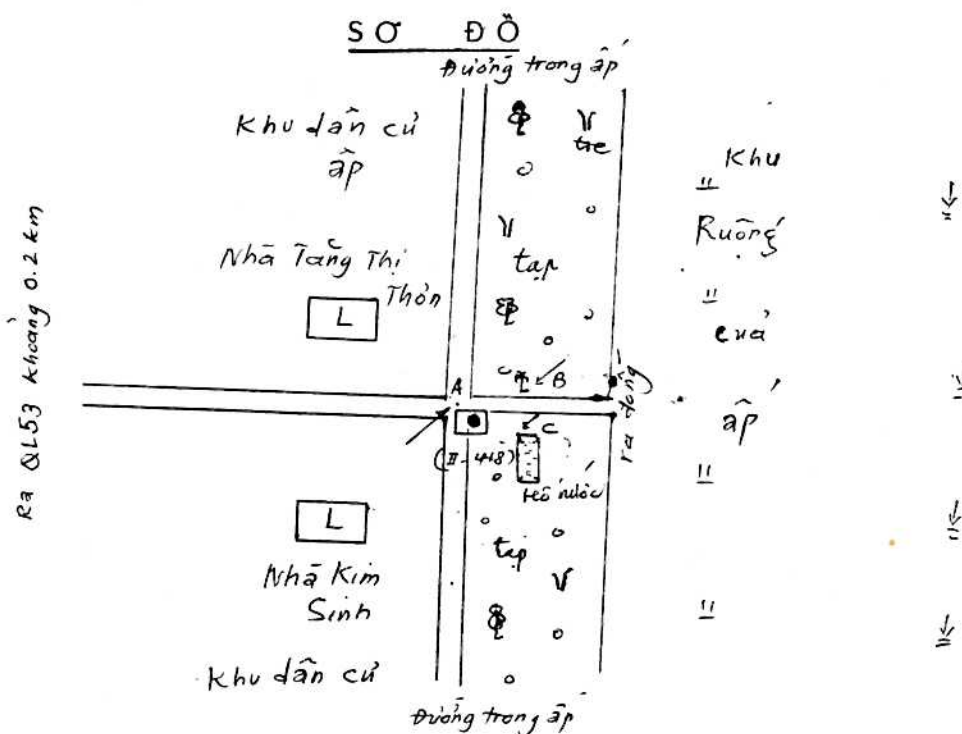 SƠ ĐỒ
Đường trong ấp
Khu dân cư
ấp
tre
Khu
Ruộng
của
ấp
Nhà Tăng Thị
Thôn
L
tạp
Ra QL53 khoảng 0.2 km
A
B
C
ra đồng
(II-418)
Hố nước
L
tạp
Nhà Kim
Sinh
Khu dân cư
Đường trong ấp